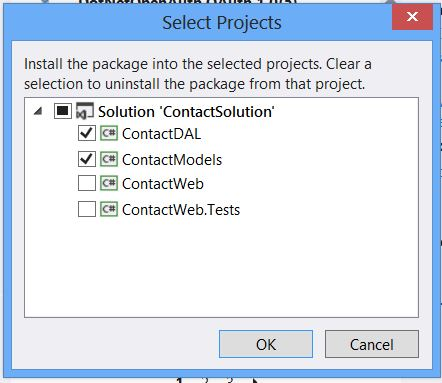 Select Projects
Install the package into the selected projects. Clear a
selection to uninstall the package from that project.
Solution 'ContactSolution'
C# ContactDAL
C# ContactModels
C# ContactWeb
C# ContactWeb.Tests
OK Cancel